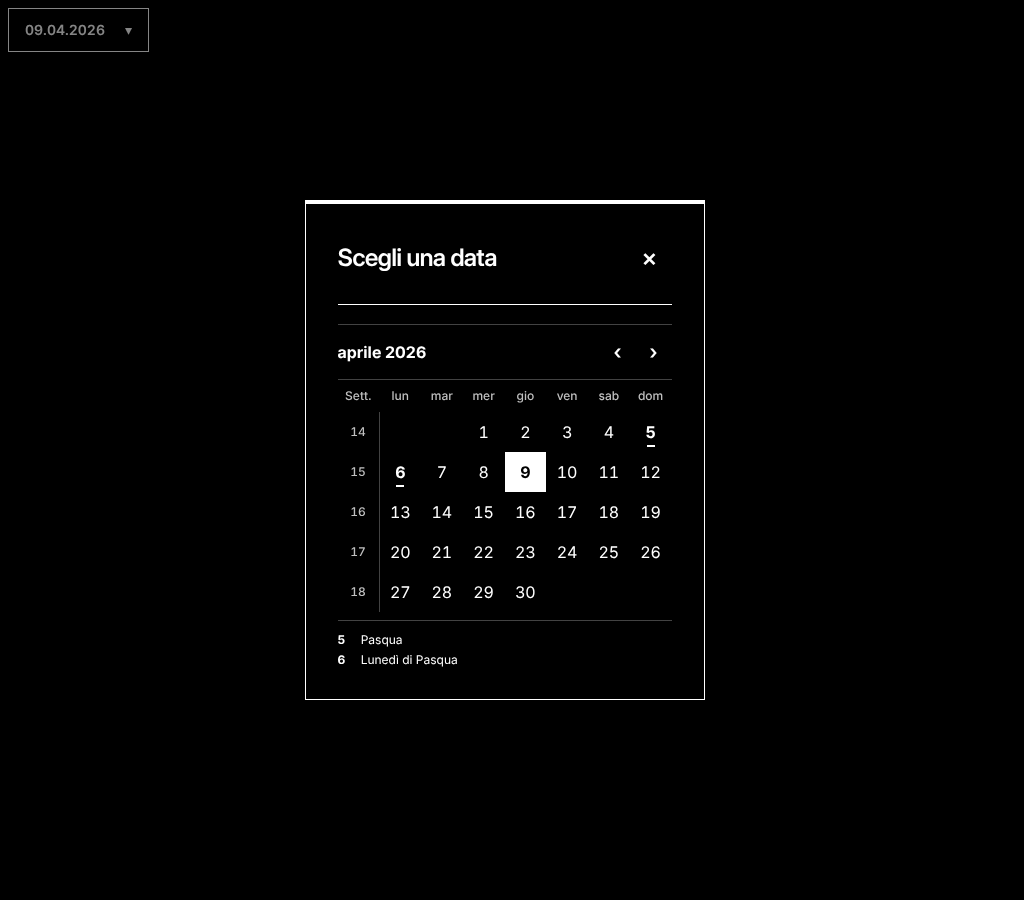 09.04.2026 ▼
Scegli una data ×
aprile 2026 ‹ ›
Sett. lun mar mer gio ven sab dom
14 1 2 3 4 5
15 6 7 8 9 10 11 12
16 13 14 15 16 17 18 19
17 20 21 22 23 24 25 26
18 27 28 29 30
5 Pasqua
6 Lunedì di Pasqua